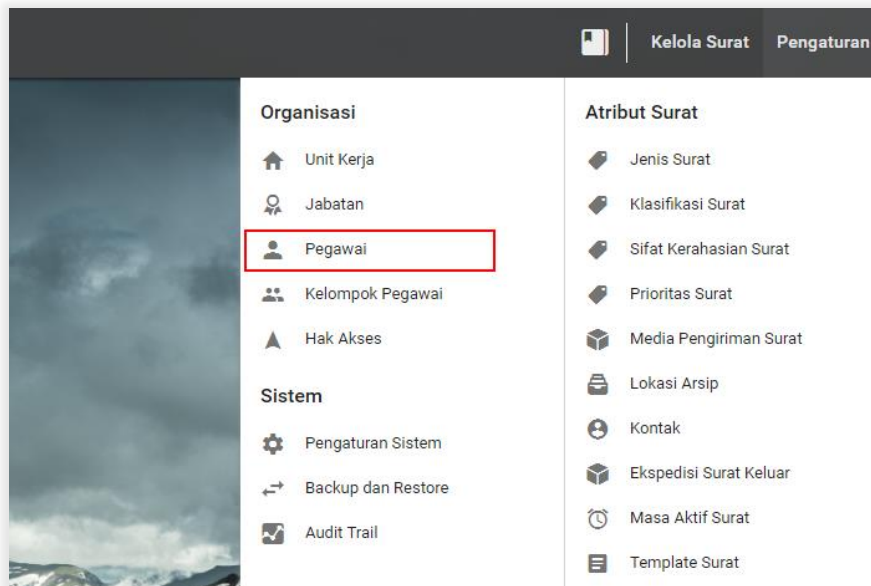 Kelola Surat
Pengaturan
Organisasi
Unit Kerja
Jabatan
Pegawai
Kelompok Pegawai
Hak Akses
Sistem
Pengaturan Sistem
Backup dan Restore
Audit Trail
Atribut Surat
Jenis Surat
Klasifikasi Surat
Sifat Kerahasian Surat
Prioritas Surat
Media Pengiriman Surat
Lokasi Arsip
Kontak
Ekspedisi Surat Keluar
Masa Aktif Surat
Template Surat